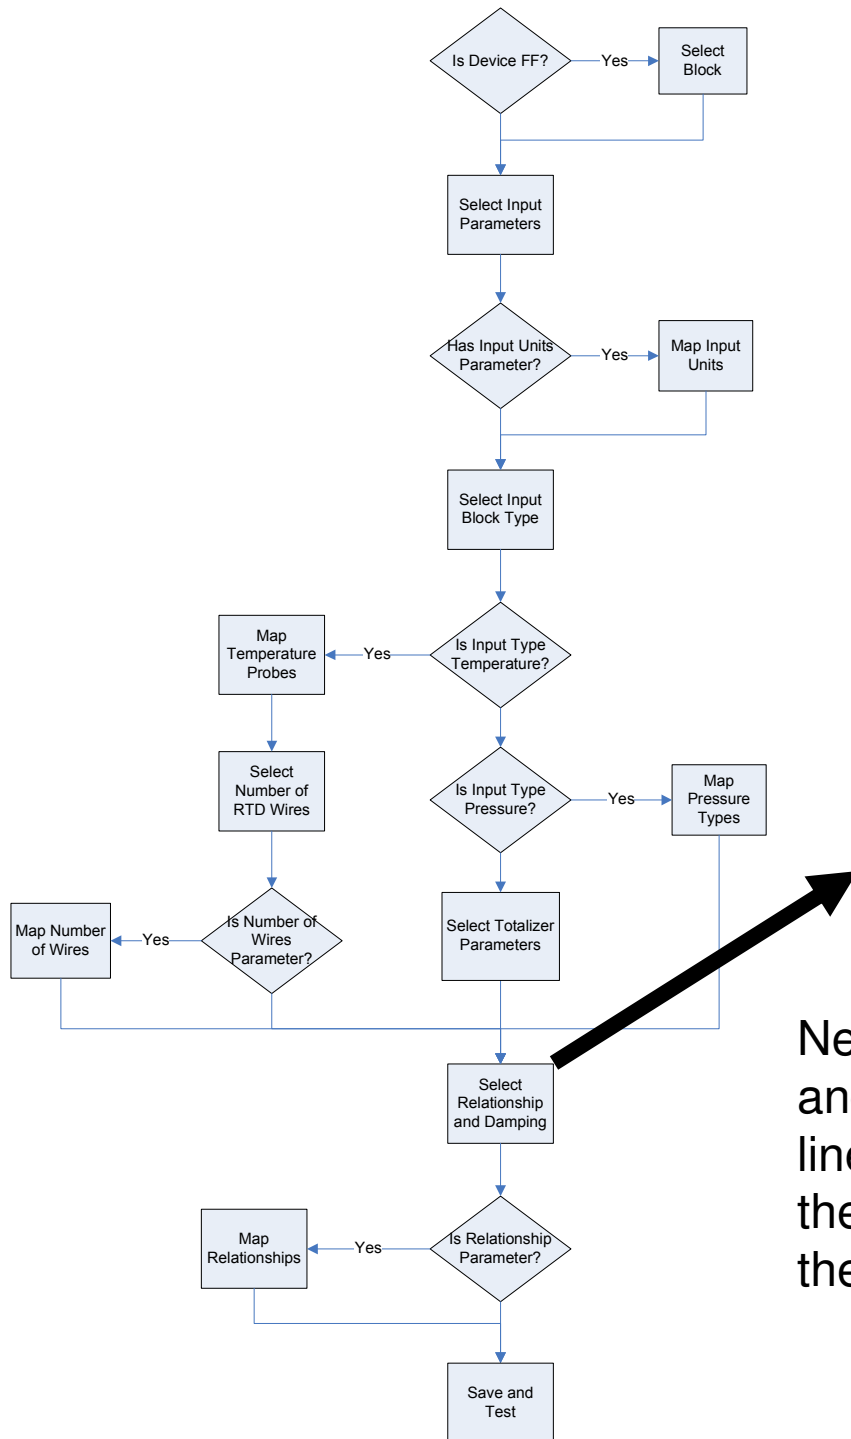 Is Device FF?
Yes
Select
Block
Select Input
Parameters
Has Input Units
Parameter?
Yes
Map Input
Units
Select Input
Block Type
Map
Temperature
Probes
Yes
Is Input Type
Temperature?
Select
Number of
RTD Wires
Is Input Type
Pressure?
Yes
Map
Pressure
Types
Map Number
of Wires
Yes
Is Number of
Wires
Parameter?
Select Totalizer
Parameters
Select
Relationship
and Damping
Map
Relationships
Yes
Is Relationship
Parameter?
Save and
Test